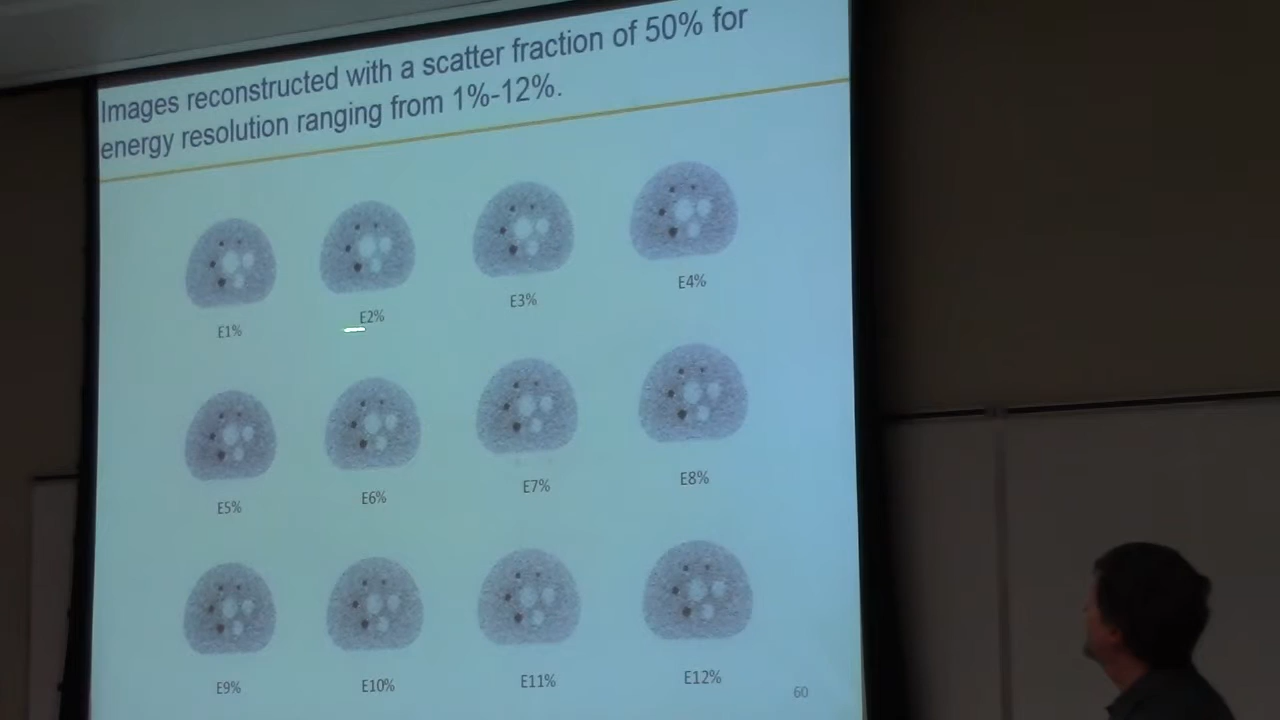 Images reconstructed with a scatter fraction of 50% for
energy resolution ranging from 1%-12%.
E1%
E2%
E3%
E4%
E5%
E6%
E7%
E8%
E9%
E10%
E11%
E12%
60